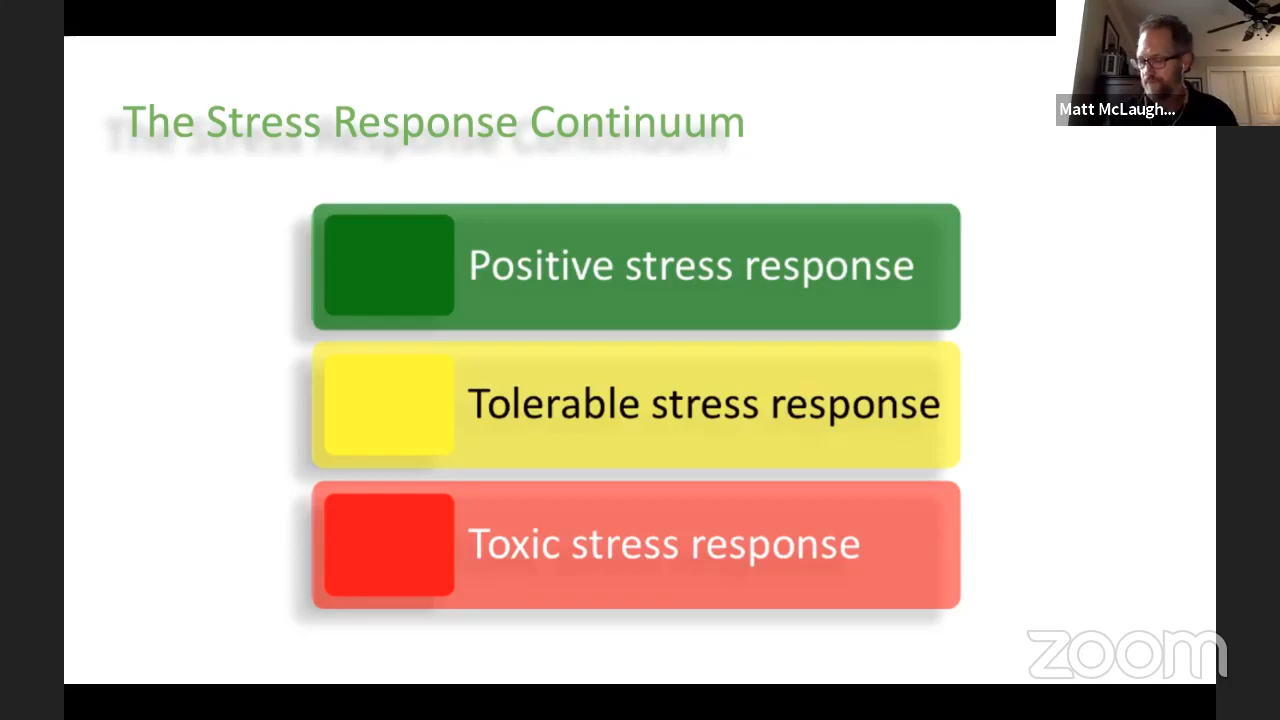 The Stress Response Continuum
Matt McLaugh...
Positive stress response
Tolerable stress response
Toxic stress response
zoom